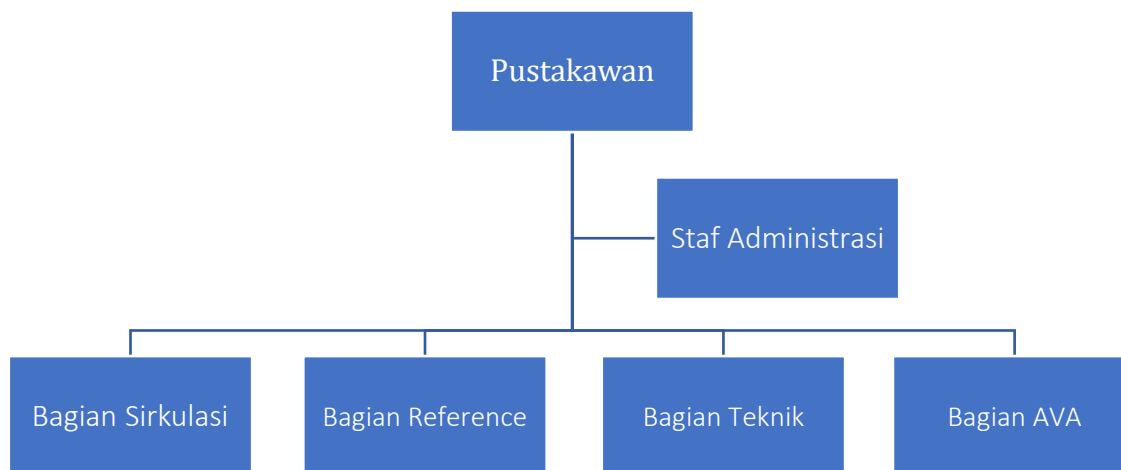 Pustakawan
Staf Administrasi
Bagian Sirkulasi
Bagian Reference
Bagian Teknik
Bagian AVA